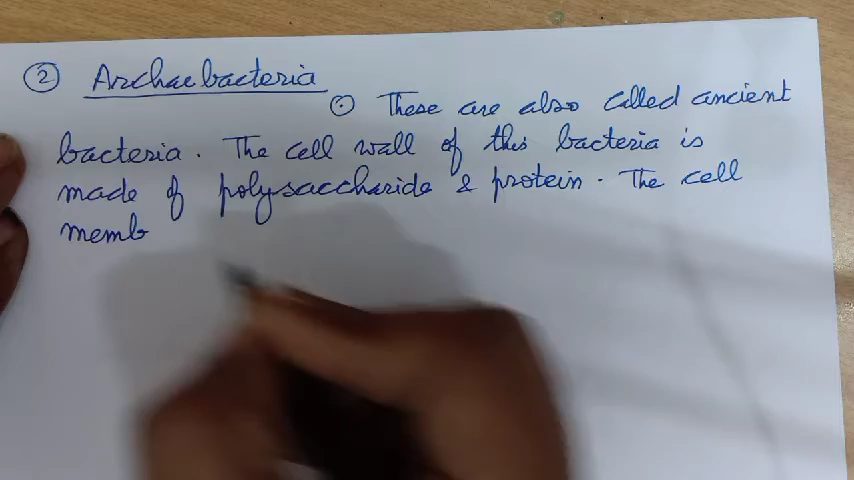 ② Archaebacteria
⊙ These are also called ancient
bacteria. The cell wall of this bacteria is
made of polysaccharide & protein. The cell
memb